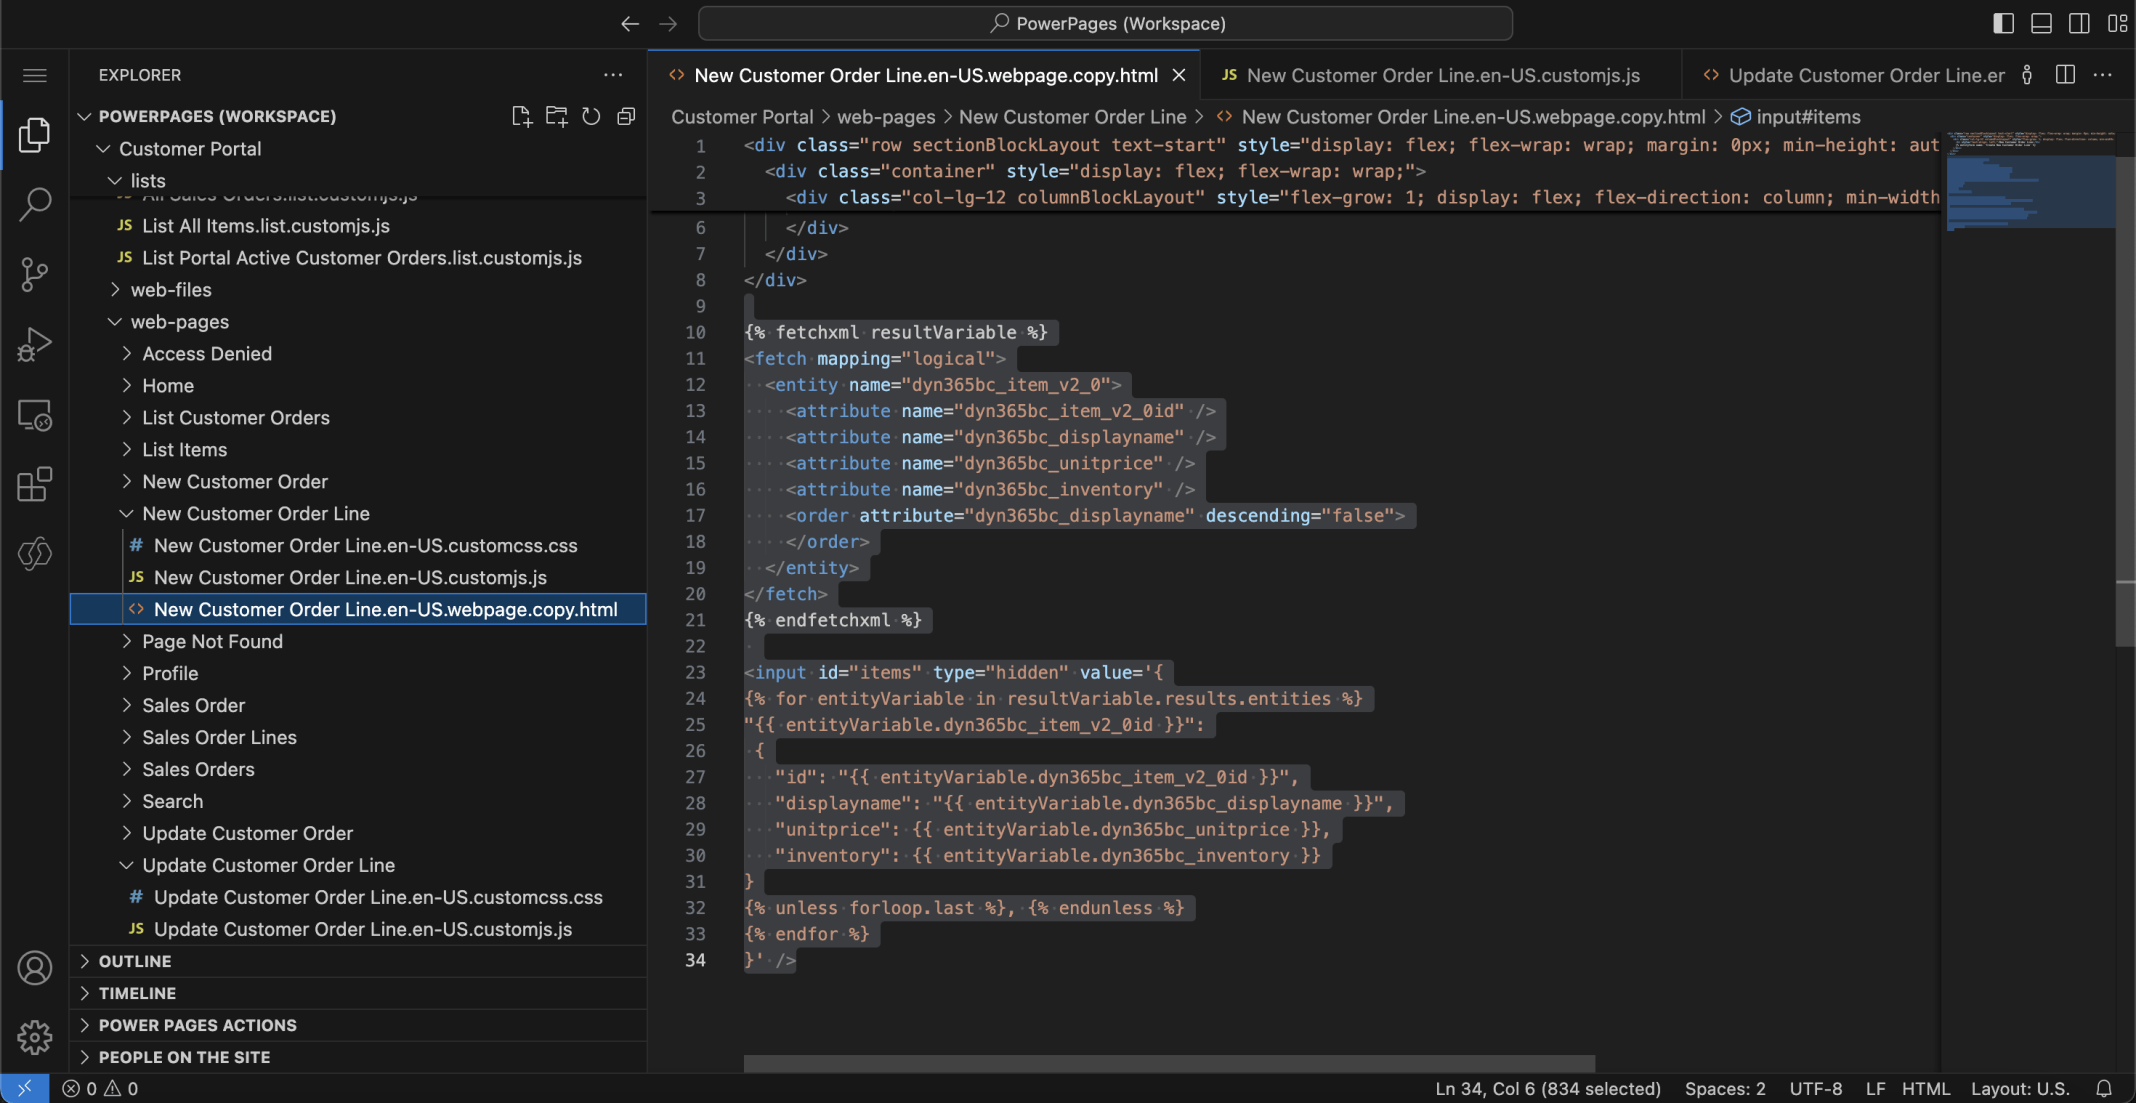 PowerPages (Workspace)
EXPLORER
POWERPAGES (WORKSPACE)
Customer Portal
lists
All Sales Orders.list.customjs.js
JS List All Items.list.customjs.js
JS List Portal Active Customer Orders.list.customjs.js
web-files
web-pages
Access Denied
Home
List Customer Orders
List Items
New Customer Order
New Customer Order Line
# New Customer Order Line.en-US.customcss.css
JS New Customer Order Line.en-US.customjs.js
<> New Customer Order Line.en-US.webpage.copy.html
Page Not Found
Profile
Sales Order
Sales Order Lines
Sales Orders
Search
Update Customer Order
Update Customer Order Line
# Update Customer Order Line.en-US.customcss.css
JS Update Customer Order Line.en-US.customjs.js
OUTLINE
TIMELINE
POWER PAGES ACTIONS
PEOPLE ON THE SITE
<> New Customer Order Line.en-US.webpage.copy.html
JS New Customer Order Line.en-US.customjs.js
<> Update Customer Order Line.er
Customer Portal > web-pages > New Customer Order Line > <> New Customer Order Line.en-US.webpage.copy.html > input#items
1 <div class="row sectionBlockLayout text-start" style="display: flex; flex-wrap: wrap; margin: 0px; min-height: aut
2 <div class="container" style="display: flex; flex-wrap: wrap;">
3 <div class="col-lg-12 columnBlockLayout" style="flex-grow: 1; display: flex; flex-direction: column; min-width
6 </div>
7 </div>
8 </div>
9
10 {% fetchxml resultVariable %}
11 <fetch mapping="logical">
12 <entity name="dyn365bc_item_v2_0">
13 <attribute name="dyn365bc_item_v2_0id" />
14 <attribute name="dyn365bc_displayname" />
15 <attribute name="dyn365bc_unitprice" />
16 <attribute name="dyn365bc_inventory" />
17 <order attribute="dyn365bc_displayname" descending="false">
18 </order>
19 </entity>
20 </fetch>
21 {% endfetchxml %}
22
23 <input id="items" type="hidden" value='{
24 {% for entityVariable in resultVariable.results.entities %}
25 "{{ entityVariable.dyn365bc_item_v2_0id }}":
26 {
27 "id": "{{ entityVariable.dyn365bc_item_v2_0id }}",
28 "displayname": "{{ entityVariable.dyn365bc_displayname }}",
29 "unitprice": {{ entityVariable.dyn365bc_unitprice }},
30 "inventory": {{ entityVariable.dyn365bc_inventory }}
31 }
32 {% unless forloop.last %}, {% endunless %}
33 {% endfor %}
34 }' />
0 0
Ln 34, Col 6 (834 selected) Spaces: 2 UTF-8 LF HTML Layout: U.S.